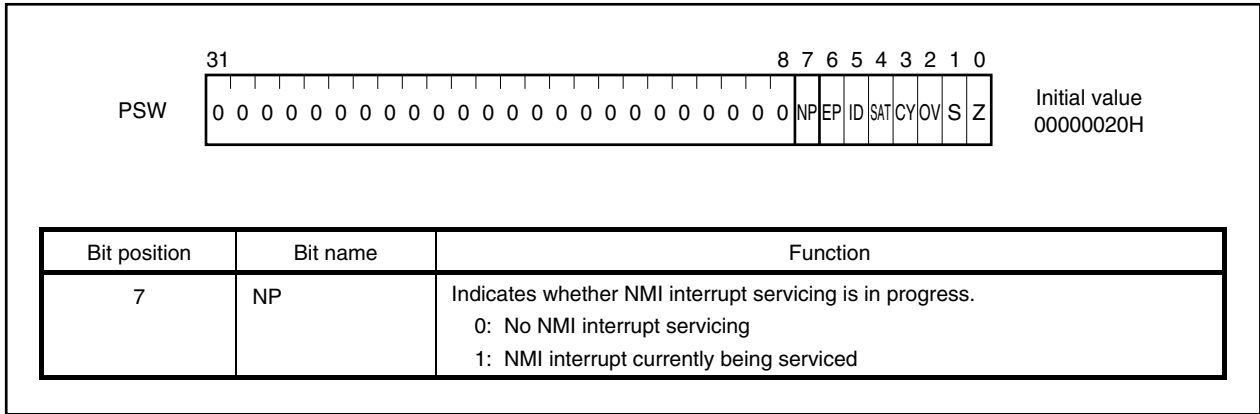 31 8 7 6 5 4 3 2 1 0
PSW 0 0 0 0 0 0 0 0 0 0 0 0 0 0 0 0 0 0 0 0 0 0 0 0 NP EP ID SAT CY OV S Z Initial value
00000020H
Bit position Bit name Function
7 NP Indicates whether NMI interrupt servicing is in progress.
0: No NMI interrupt servicing
1: NMI interrupt currently being serviced